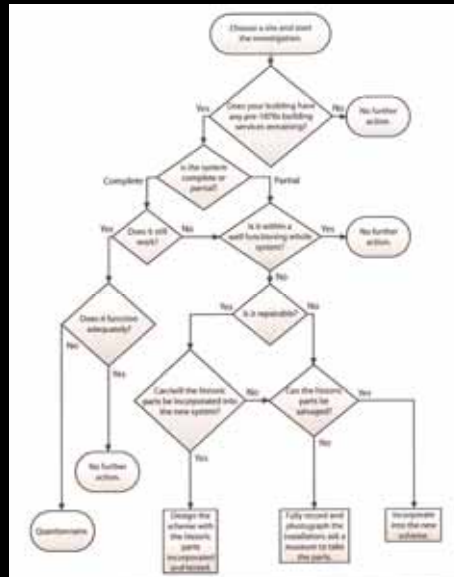 Choose a site and start
the investigation.
Does your building have
any pre-1870s building
services remaining?
Yes
No
No further
action.
Is the system
complete or
partial?
Complete
Partial
Does it still
work?
Yes
No
Is it within a
well functioning whole
system?
Yes
No further
action.
No
Does it function
adequately?
No
Yes
Is it repairable?
Yes
No
Can/will the historic
parts be incorporated into
the new system?
No
Yes
Can the historic
parts be
salvaged?
Yes
No further
action.
Questionnaire.
Design the
scheme with
the historic
parts
incorporated
and tested.
Fully record and
photograph the
installation, ask a
museum to take
the parts.
Incorporate
into the new
scheme.